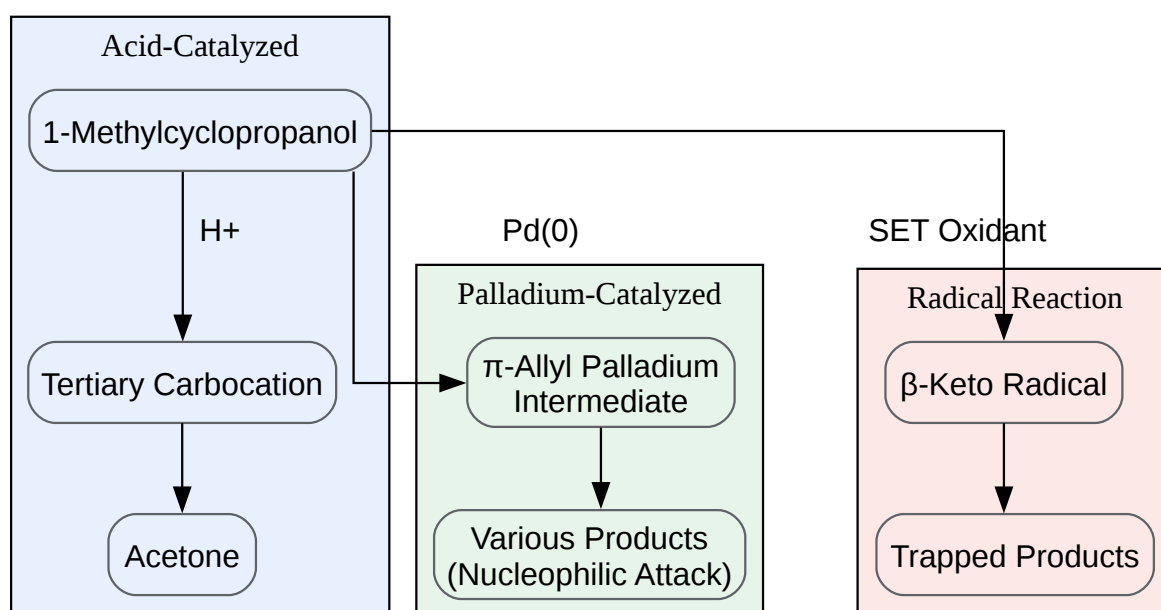 Acid-Catalyzed
1-Methylcyclopropanol
H+
Pd(0)
SET Oxidant
Palladium-Catalyzed
Radical Reaction
Tertiary Carbocation
π-Allyl Palladium
Intermediate
β-Keto Radical
Acetone
Various Products
(Nucleophilic Attack)
Trapped Products